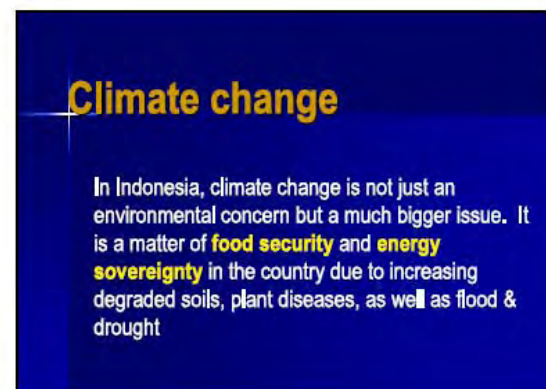 Climate change
In Indonesia, climate change is not just an
environmental concern but a much bigger issue.  It
is a matter of food security and energy
sovereignty in the country due to increasing
degraded soils, plant diseases, as well as flood &
drought